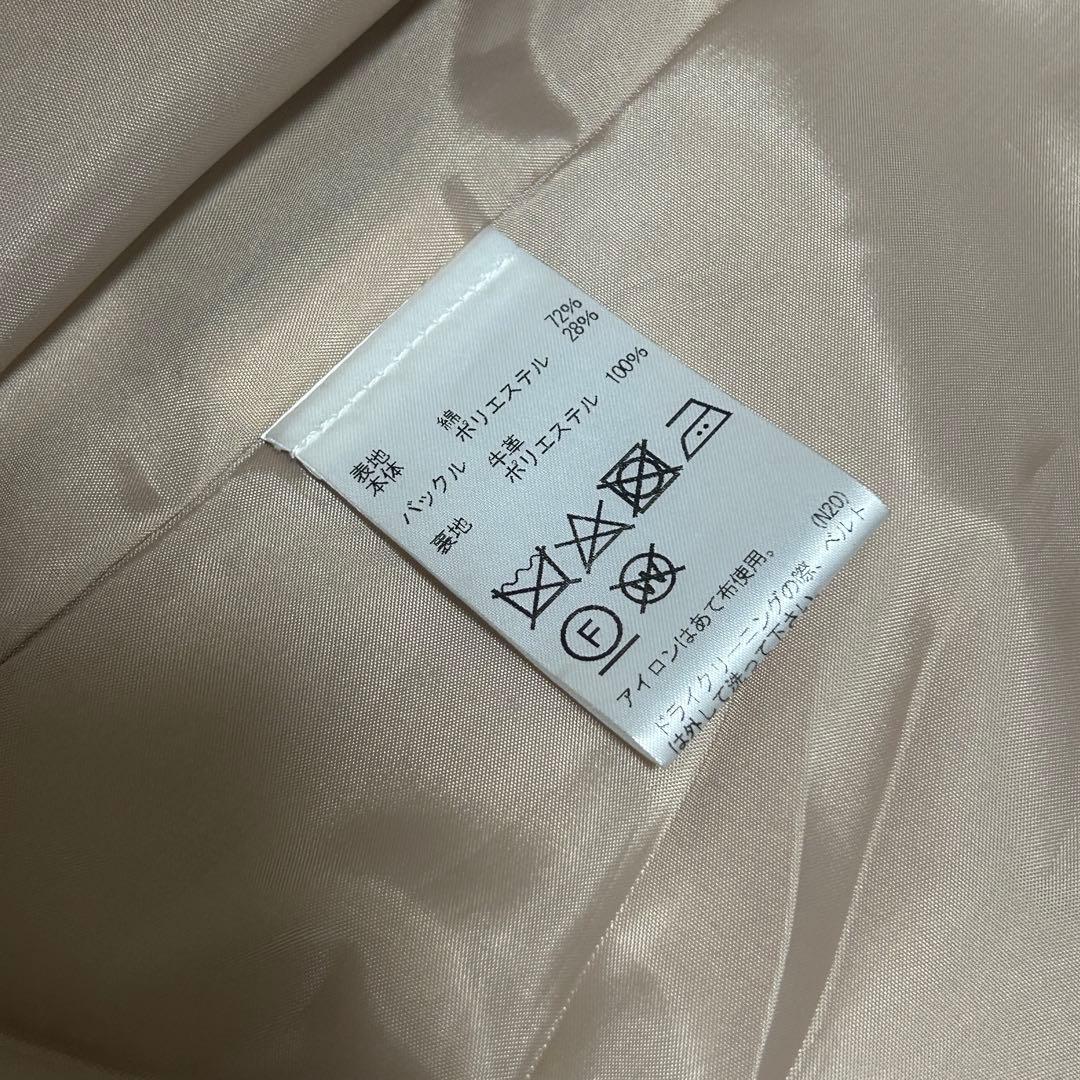 表地
本体 綿 72%
ポリエステル 28%
バックル 牛革
裏地 ポリエステル 100%
F
W
アイロンはあて布使用。
ドライクリーニングの際、ベルト
は外して洗って下さい
(N20)